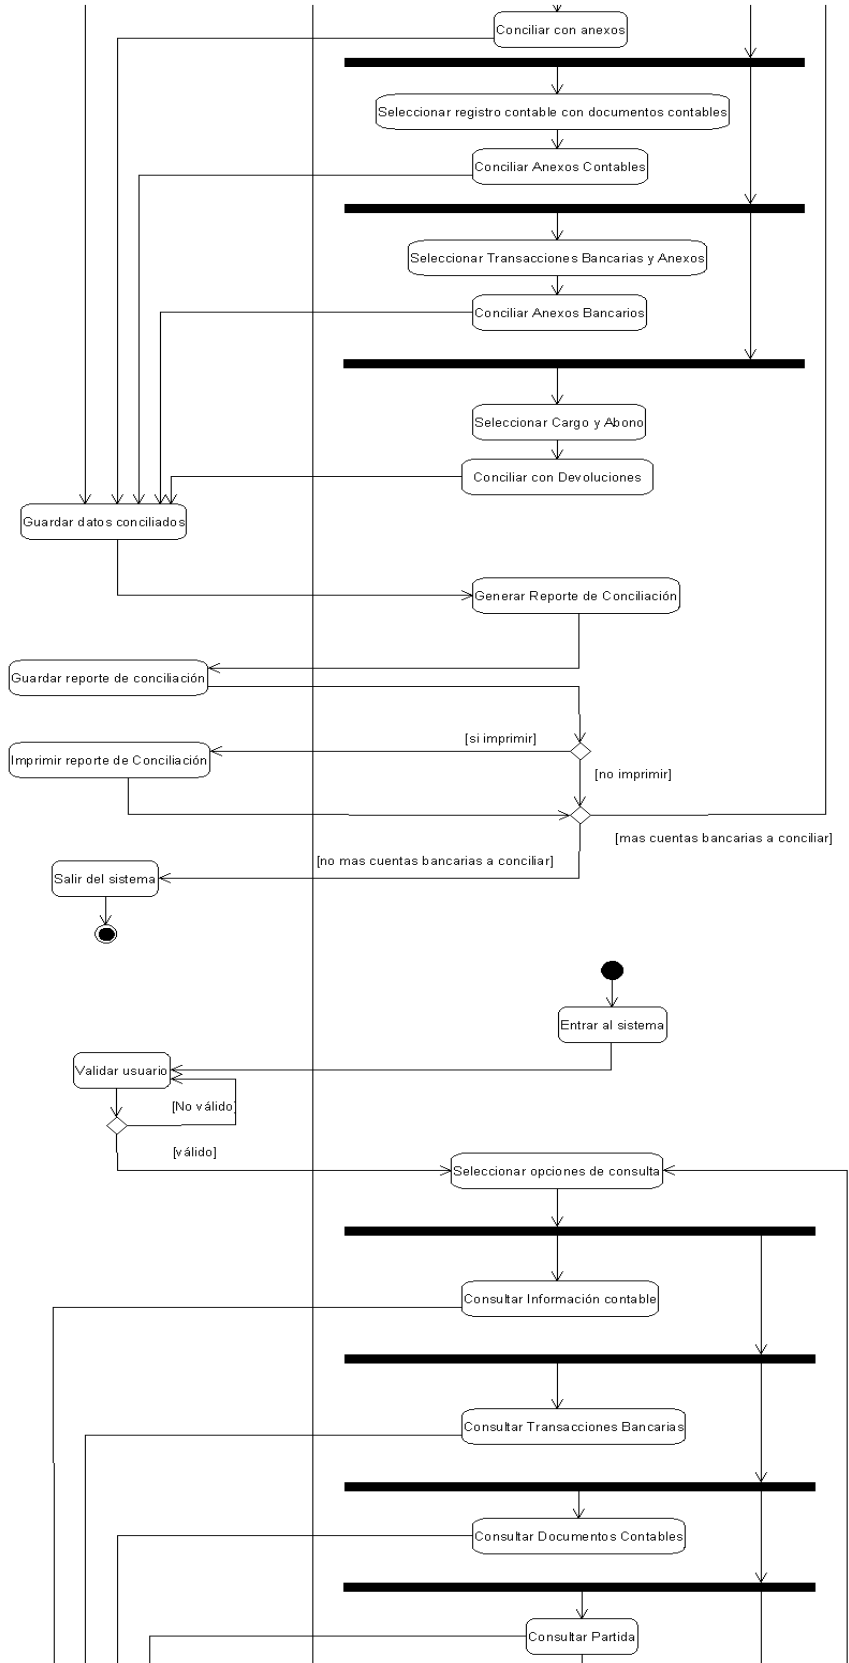 Conciliar con anexos
Seleccionar registro contable con documentos contables
Conciliar Anexos Contables
Seleccionar Transacciones Bancarias y Anexos
Conciliar Anexos Bancarios
Seleccionar Cargo y Abono
Conciliar con Devoluciones
Guardar datos conciliados
Generar Reporte de Conciliación
Guardar reporte de conciliación
[si imprimir]
Imprimir reporte de Conciliación
[no imprimir]
[mas cuentas bancarias a conciliar]
[no mas cuentas bancarias a conciliar]
Salir del sistema
Entrar al sistema
Validar usuario
[No válido]
[válido]
Seleccionar opciones de consulta
Consultar Información contable
Consultar Transacciones Bancarias
Consultar Documentos Contables
Consultar Partida